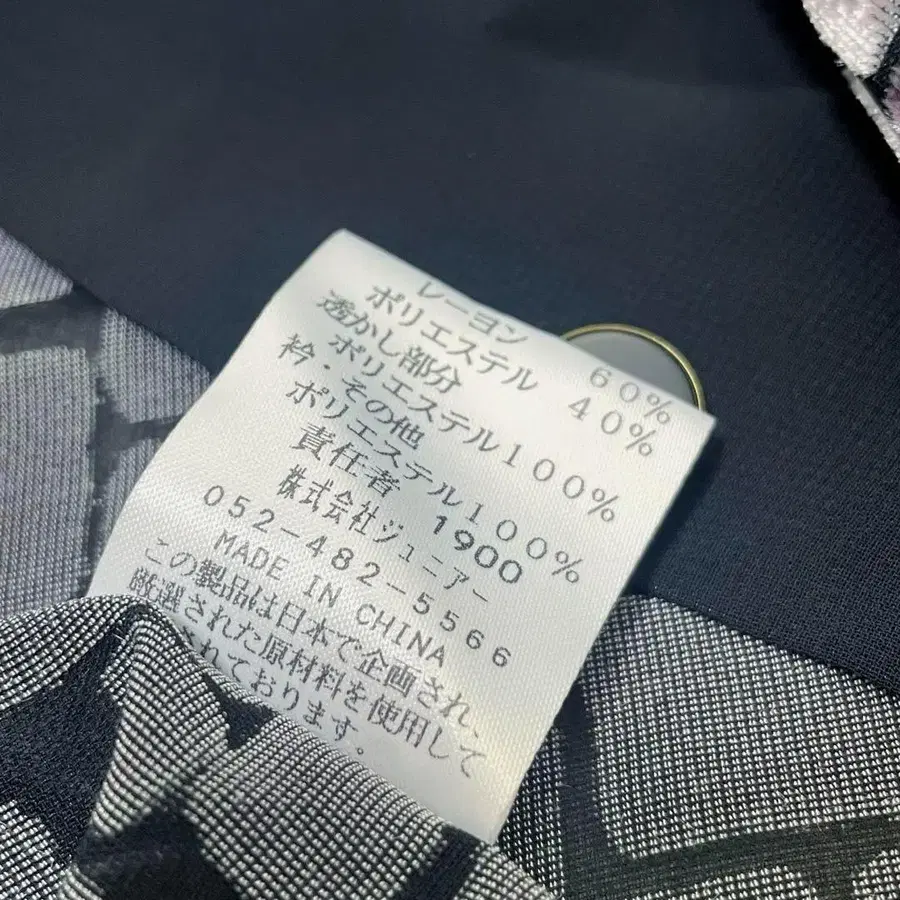 レーヨン 60%
ポリエステル 40%
透かし部分
ポリエステル100%
衿・その他
ポリエステル100%
責任者 1900
株式会社ジュニアー
052-482-5566
MADE IN CHINA
この製品は日本で企画され、
厳選された原材料を使用して
されております。